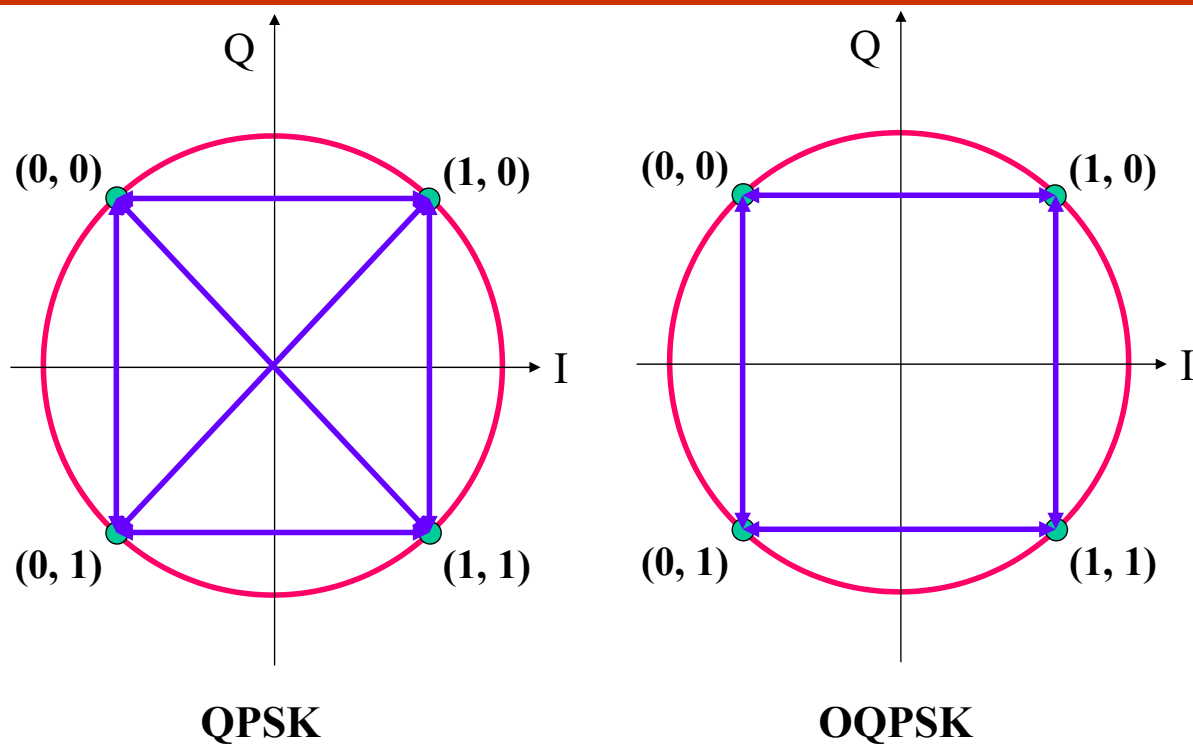 Q
(0, 0)
(1, 0)
I
(0, 1)
(1, 1)
QPSK
Q
(0, 0)
(1, 0)
I
(0, 1)
(1, 1)
OQPSK